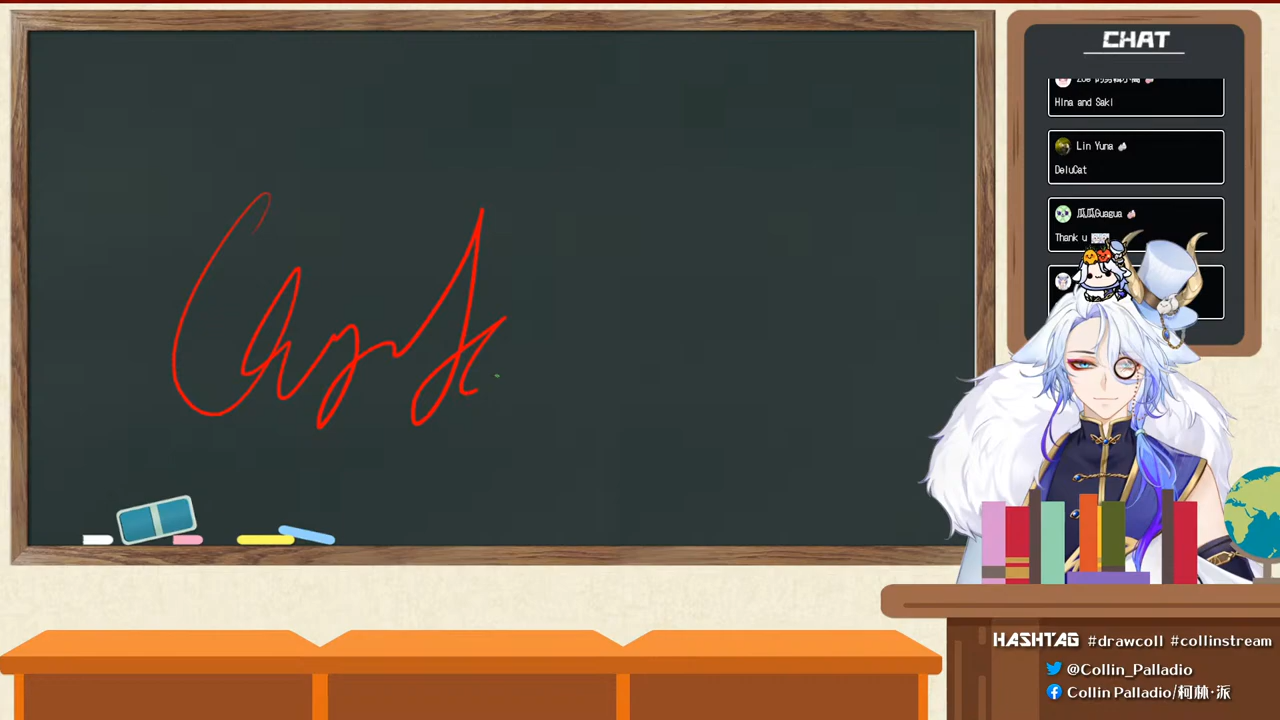 CHAT
Hina and Saki
Lin Yuna
DeluCat
瓜瓜Guagua
Thank u
HASHTAG #drawcoll #collinstream
@Collin_Palladio
Collin Palladio/柯林·派